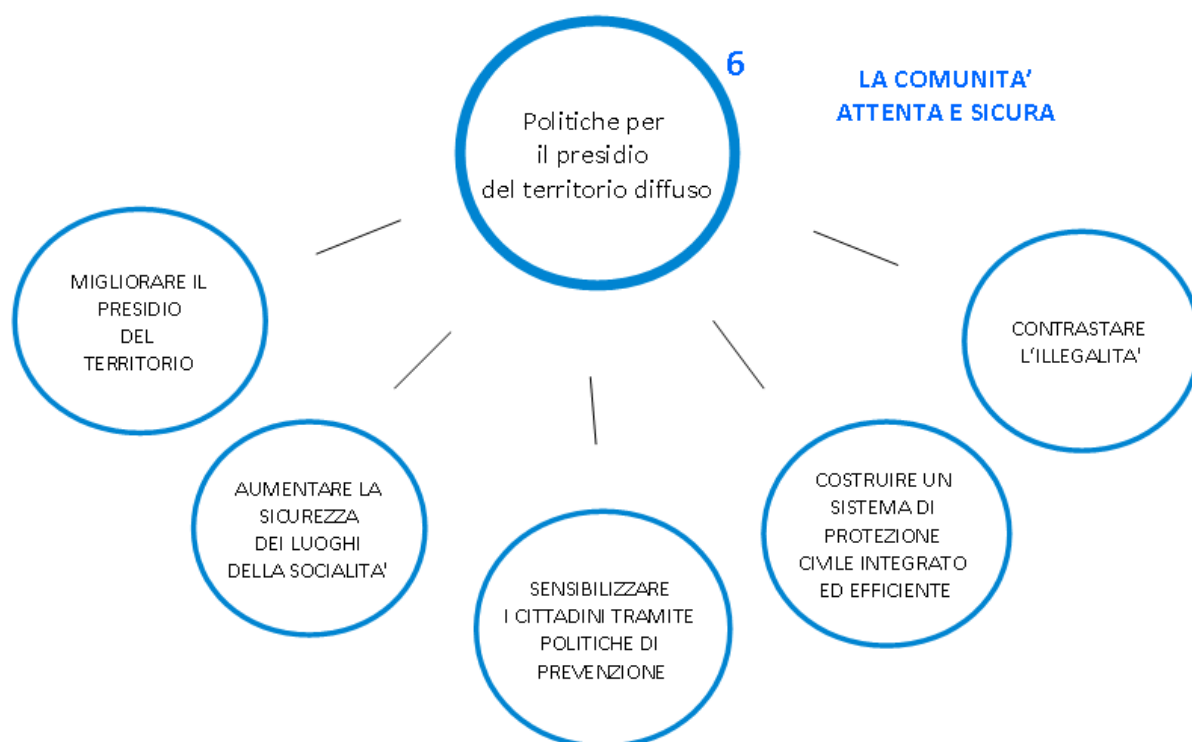 6
LA COMUNITA’
ATTENTA E SICURA
Politiche per
il presidio
del territorio diffuso
MIGLIORARE IL
PRESIDIO
DEL
TERRITORIO
AUMENTARE LA
SICUREZZA
DEI LUOGHI
DELLA SOCIALITA'
SENSIBILIZZARE
I CITTADINI TRAMITE
POLITICHE DI
PREVENZIONE
COSTRUIRE UN
SISTEMA DI
PROTEZIONE
CIVILE INTEGRATO
ED EFFICIENTE
CONTRASTARE
L‘ILLEGALITA'